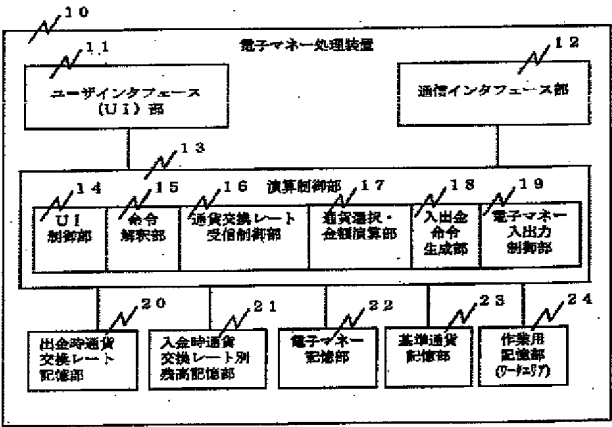 10
電子マネー処理装置
11
12
ユーザインタフェース
(UI)部
通信インタフェース部
13
演算制御部
14
15
16
17
18
19
UI
制御部
命令
解釈部
通貨交換レート
受信制御部
通貨選択・
金額演算部
入出金
命令
生成部
電子マネー
入出力
制御部
20
21
22
23
24
出金時通貨
交換レート
記憶部
入金時通貨
交換レート別
残高記憶部
電子マネー
記憶部
基準通貨
記憶部
作業用
記憶部
(ワークエリア)